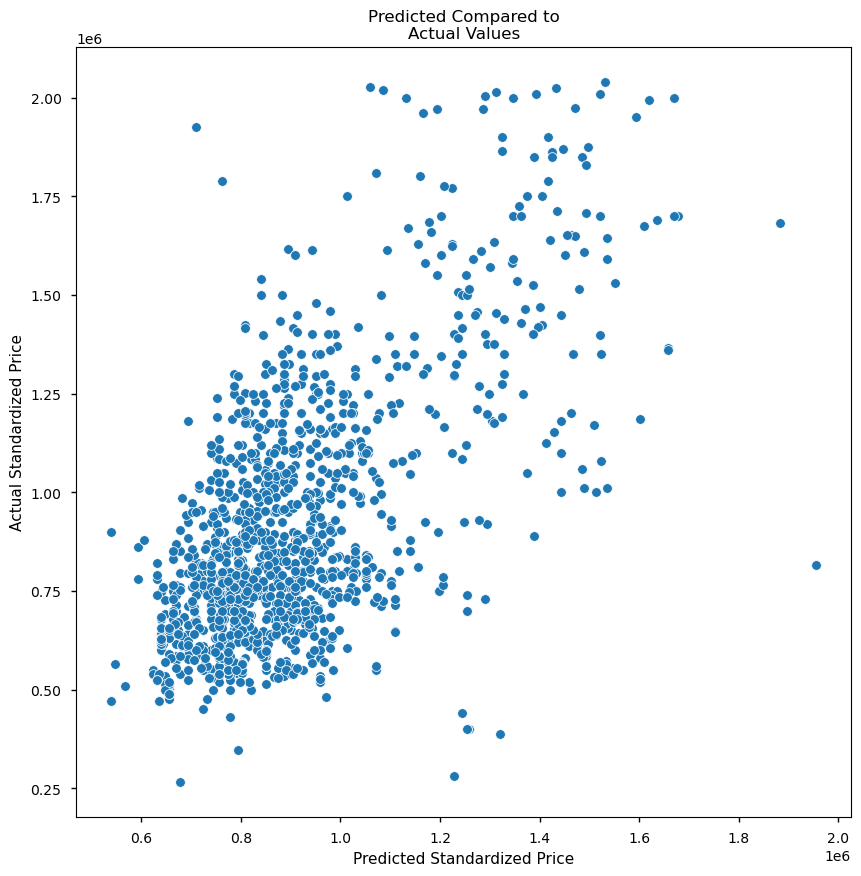 Predicted Compared to
Actual Values
1e6
2.00
1.75
1.50
1.25
1.00
0.75
0.50
0.25
Actual Standardized Price
0.6 0.8 1.0 1.2 1.4 1.6 1.8 2.0
1e6
Predicted Standardized Price